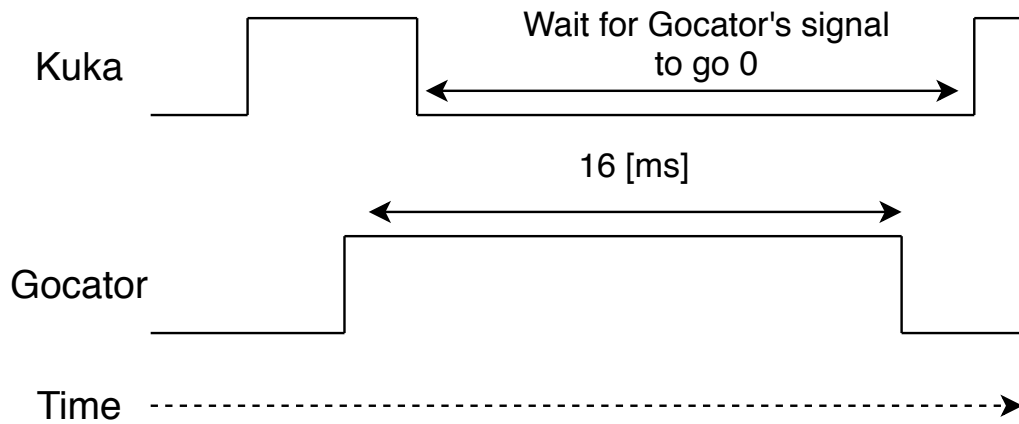 Wait for Gocator's signal
to go 0
Kuka
16 [ms]
Gocator
Time